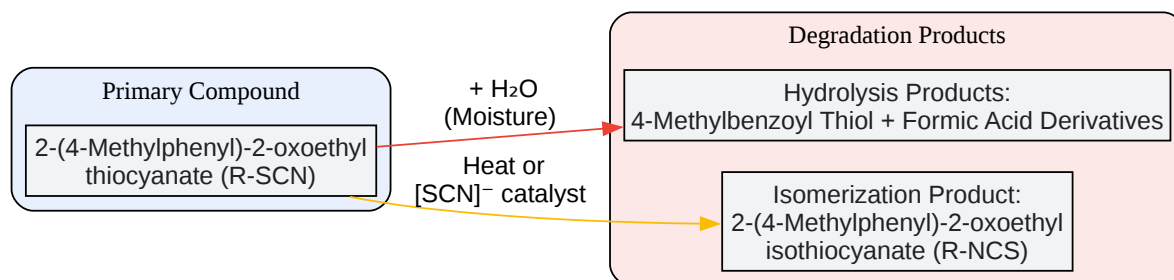 Primary Compound
2-(4-Methylphenyl)-2-oxoethyl
thiocyanate (R-SCN)
+ H₂O
(Moisture)
Heat or
[SCN]⁻ catalyst
Degradation Products
Hydrolysis Products:
4-Methylbenzoyl Thiol + Formic Acid Derivatives
Isomerization Product:
2-(4-Methylphenyl)-2-oxoethyl
isothiocyanate (R-NCS)